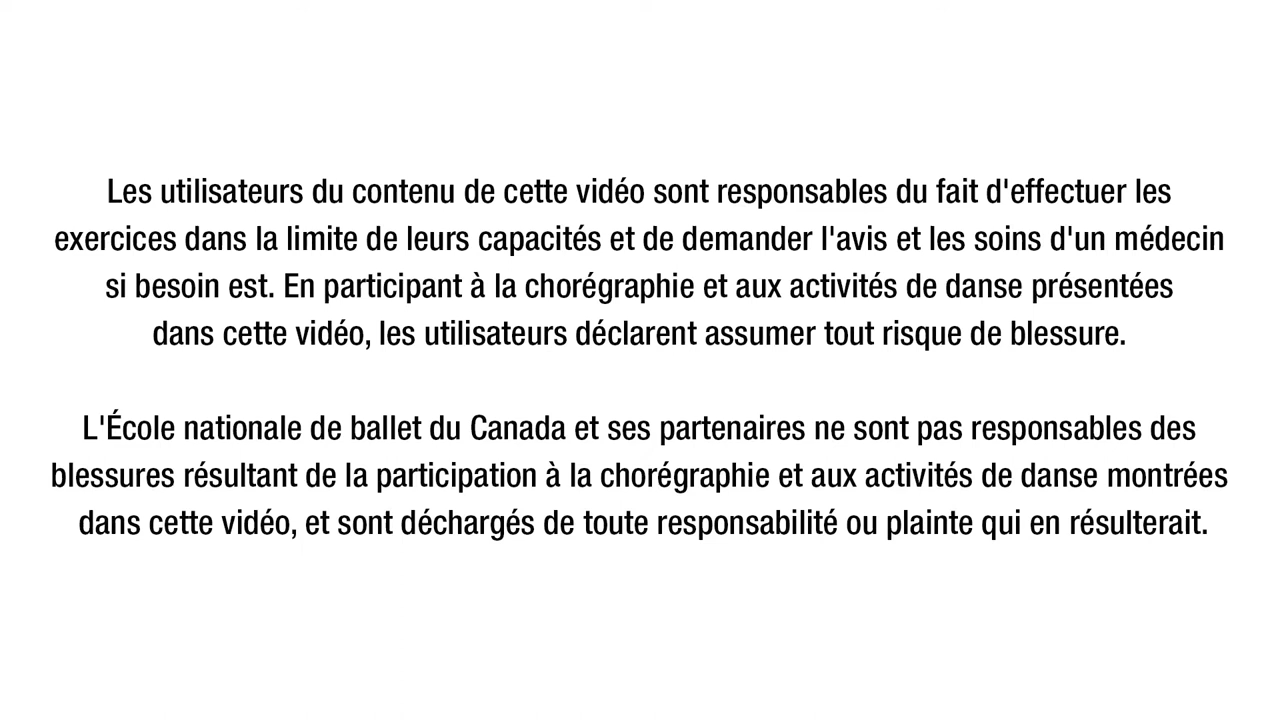 Les utilisateurs du contenu de cette vidéo sont responsables du fait d'effectuer les
exercices dans la limite de leurs capacités et de demander l'avis et les soins d'un médecin
si besoin est. En participant à la chorégraphie et aux activités de danse présentées
dans cette vidéo, les utilisateurs déclarent assumer tout risque de blessure.
L'École nationale de ballet du Canada et ses partenaires ne sont pas responsables des
blessures résultant de la participation à la chorégraphie et aux activités de danse montrées
dans cette vidéo, et sont déchargés de toute responsabilité ou plainte qui en résulterait.